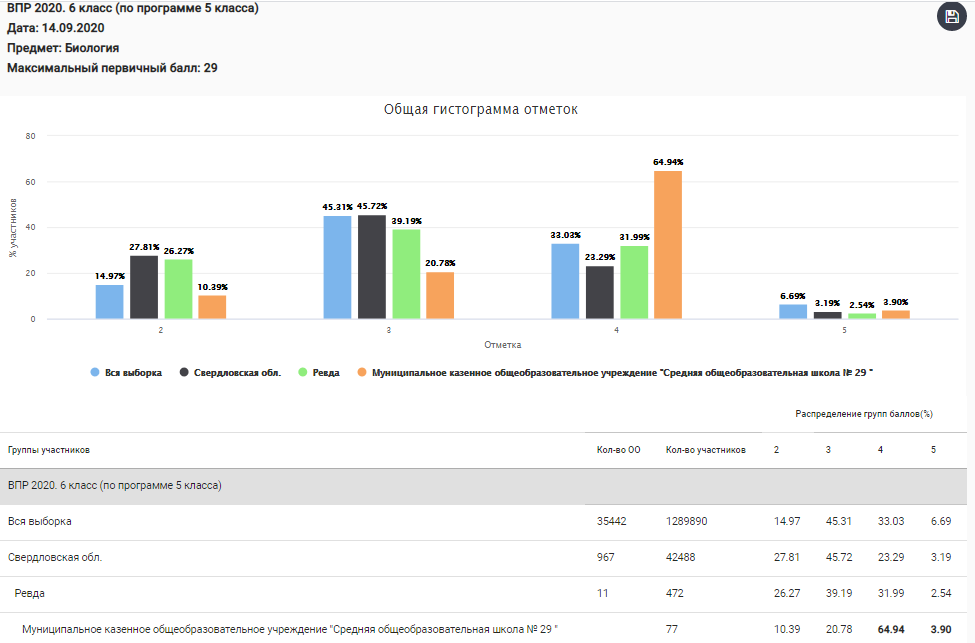 ВПР 2020. 6 класс (по программе 5 класса)
Дата: 14.09.2020
Предмет: Биология
Максимальный первичный балл: 29
Общая гистограмма отметок
% участников
80
60
40
20
0
14.97% 27.81% 26.27% 10.39%
45.31% 45.72% 39.19% 20.78%
33.03% 23.29% 31.99% 64.94%
6.69% 3.19% 2.54% 3.90%
2 3 4 5
Отметка
Вся выборка Свердловская обл. Ревда Муниципальное казенное общеобразовательное учреждение "Средняя общеобразовательная школа № 29 "
Распределение групп баллов(%)
Группы участников Кол-во ОО Кол-во участников 2 3 4 5
ВПР 2020. 6 класс (по программе 5 класса)
Вся выборка 35442 1289890 14.97 45.31 33.03 6.69
Свердловская обл. 967 42488 27.81 45.72 23.29 3.19
Ревда 11 472 26.27 39.19 31.99 2.54
Муниципальное казенное общеобразовательное учреждение "Средняя общеобразовательная школа № 29 " 77 10.39 20.78 64.94 3.90